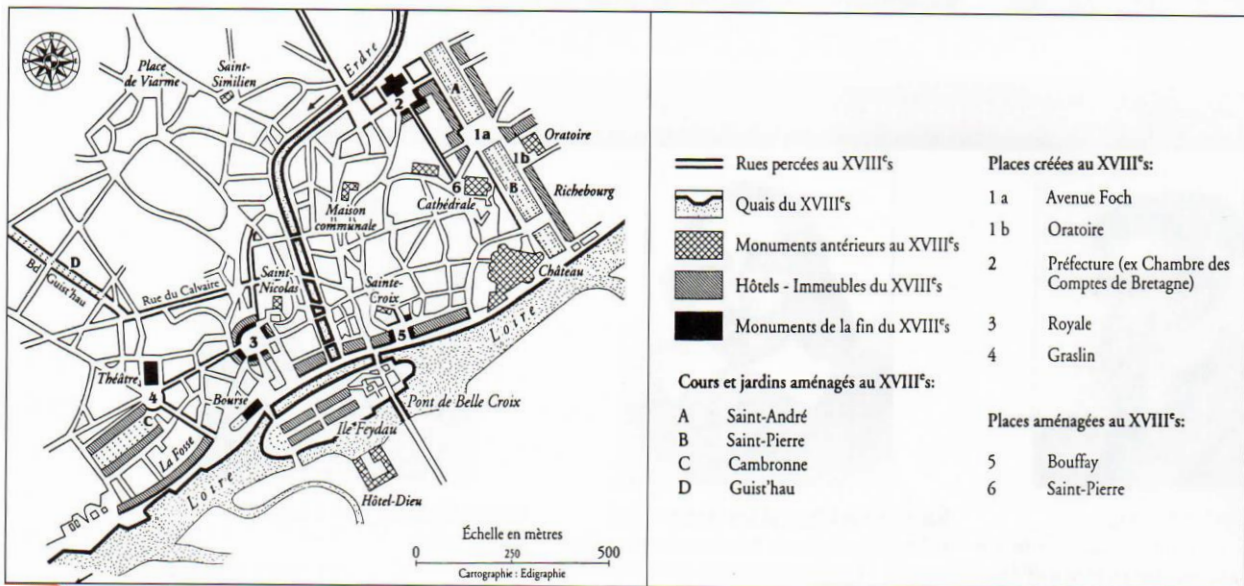 Place
de Viarme
Saint-
Similien
Erdre
2
A
1a
Oratoire
1b
B
Richebourg
6
Cathédrale
Maison
communale
D
Bd
Guist'hau
Rue du Calvaire
Saint-
Nicolas
Sainte-
Croix
Château
3
5
Loire
Théâtre
4
Bourse
Pont de Belle Croix
C
La Fosse
Ile Feydau
Loire
Hôtel-Dieu
Échelle en mètres
0 250 500
Cartographie : Edigraphie
Rues percées au XVIIIᵉs
Quais du XVIIIᵉs
Monuments antérieurs au XVIIIᵉs
Hôtels - Immeubles du XVIIIᵉs
Monuments de la fin du XVIIIᵉs
Cours et jardins aménagés au XVIIIᵉs:
A Saint-André
B Saint-Pierre
C Cambronne
D Guist'hau
Places créées au XVIIIᵉs:
1 a Avenue Foch
1 b Oratoire
2 Préfecture (ex Chambre des
Comptes de Bretagne)
3 Royale
4 Graslin
Places aménagées au XVIIIᵉs:
5 Bouffay
6 Saint-Pierre